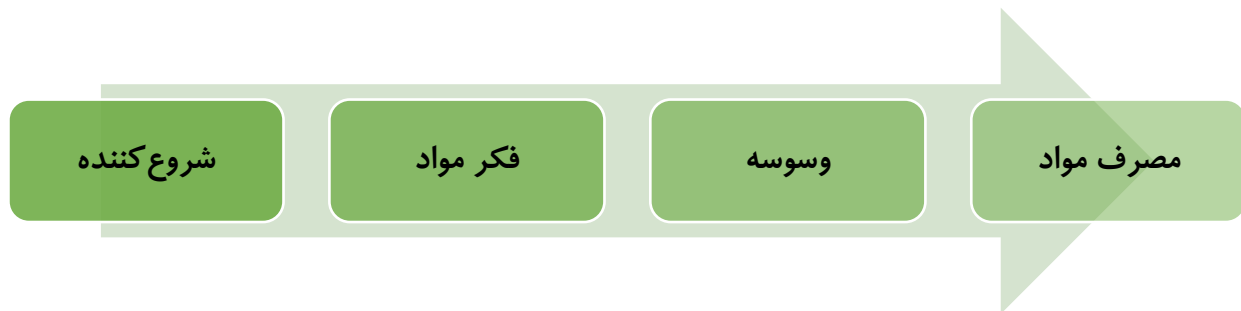 شروع‌کننده
فکر مواد
وسوسه
مصرف مواد